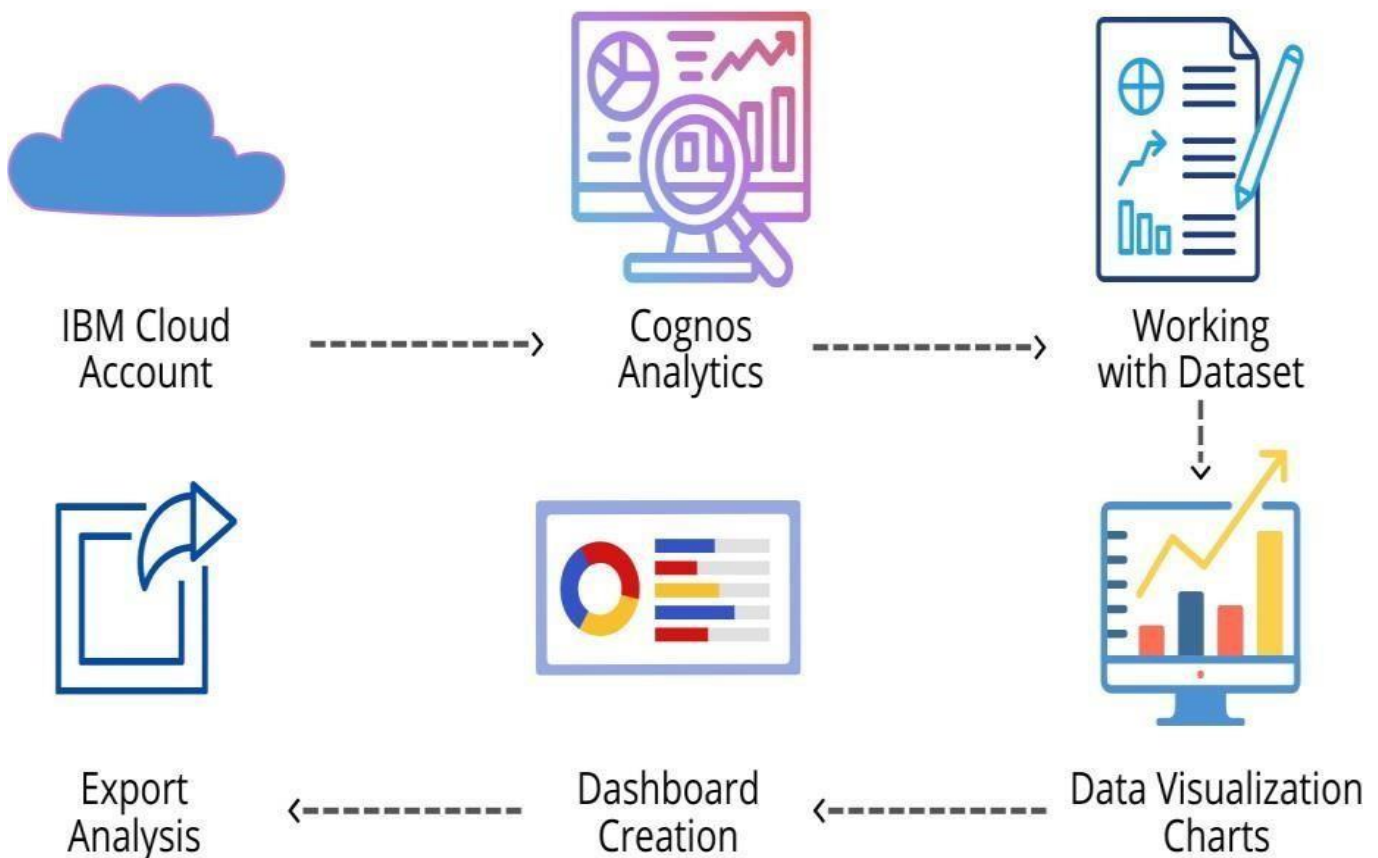 IBM Cloud
Account
Cognos
Analytics
Working
with Dataset
Data Visualization
Charts
Dashboard
Creation
Export
Analysis